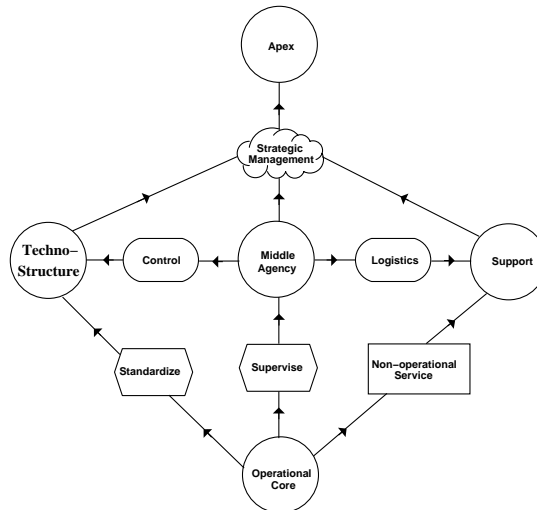 Apex
Strategic
Management
Techno–
Structure
Control
Middle
Agency
Logistics
Support
Standardize
Supervise
Non–operational
Service
Operational
Core